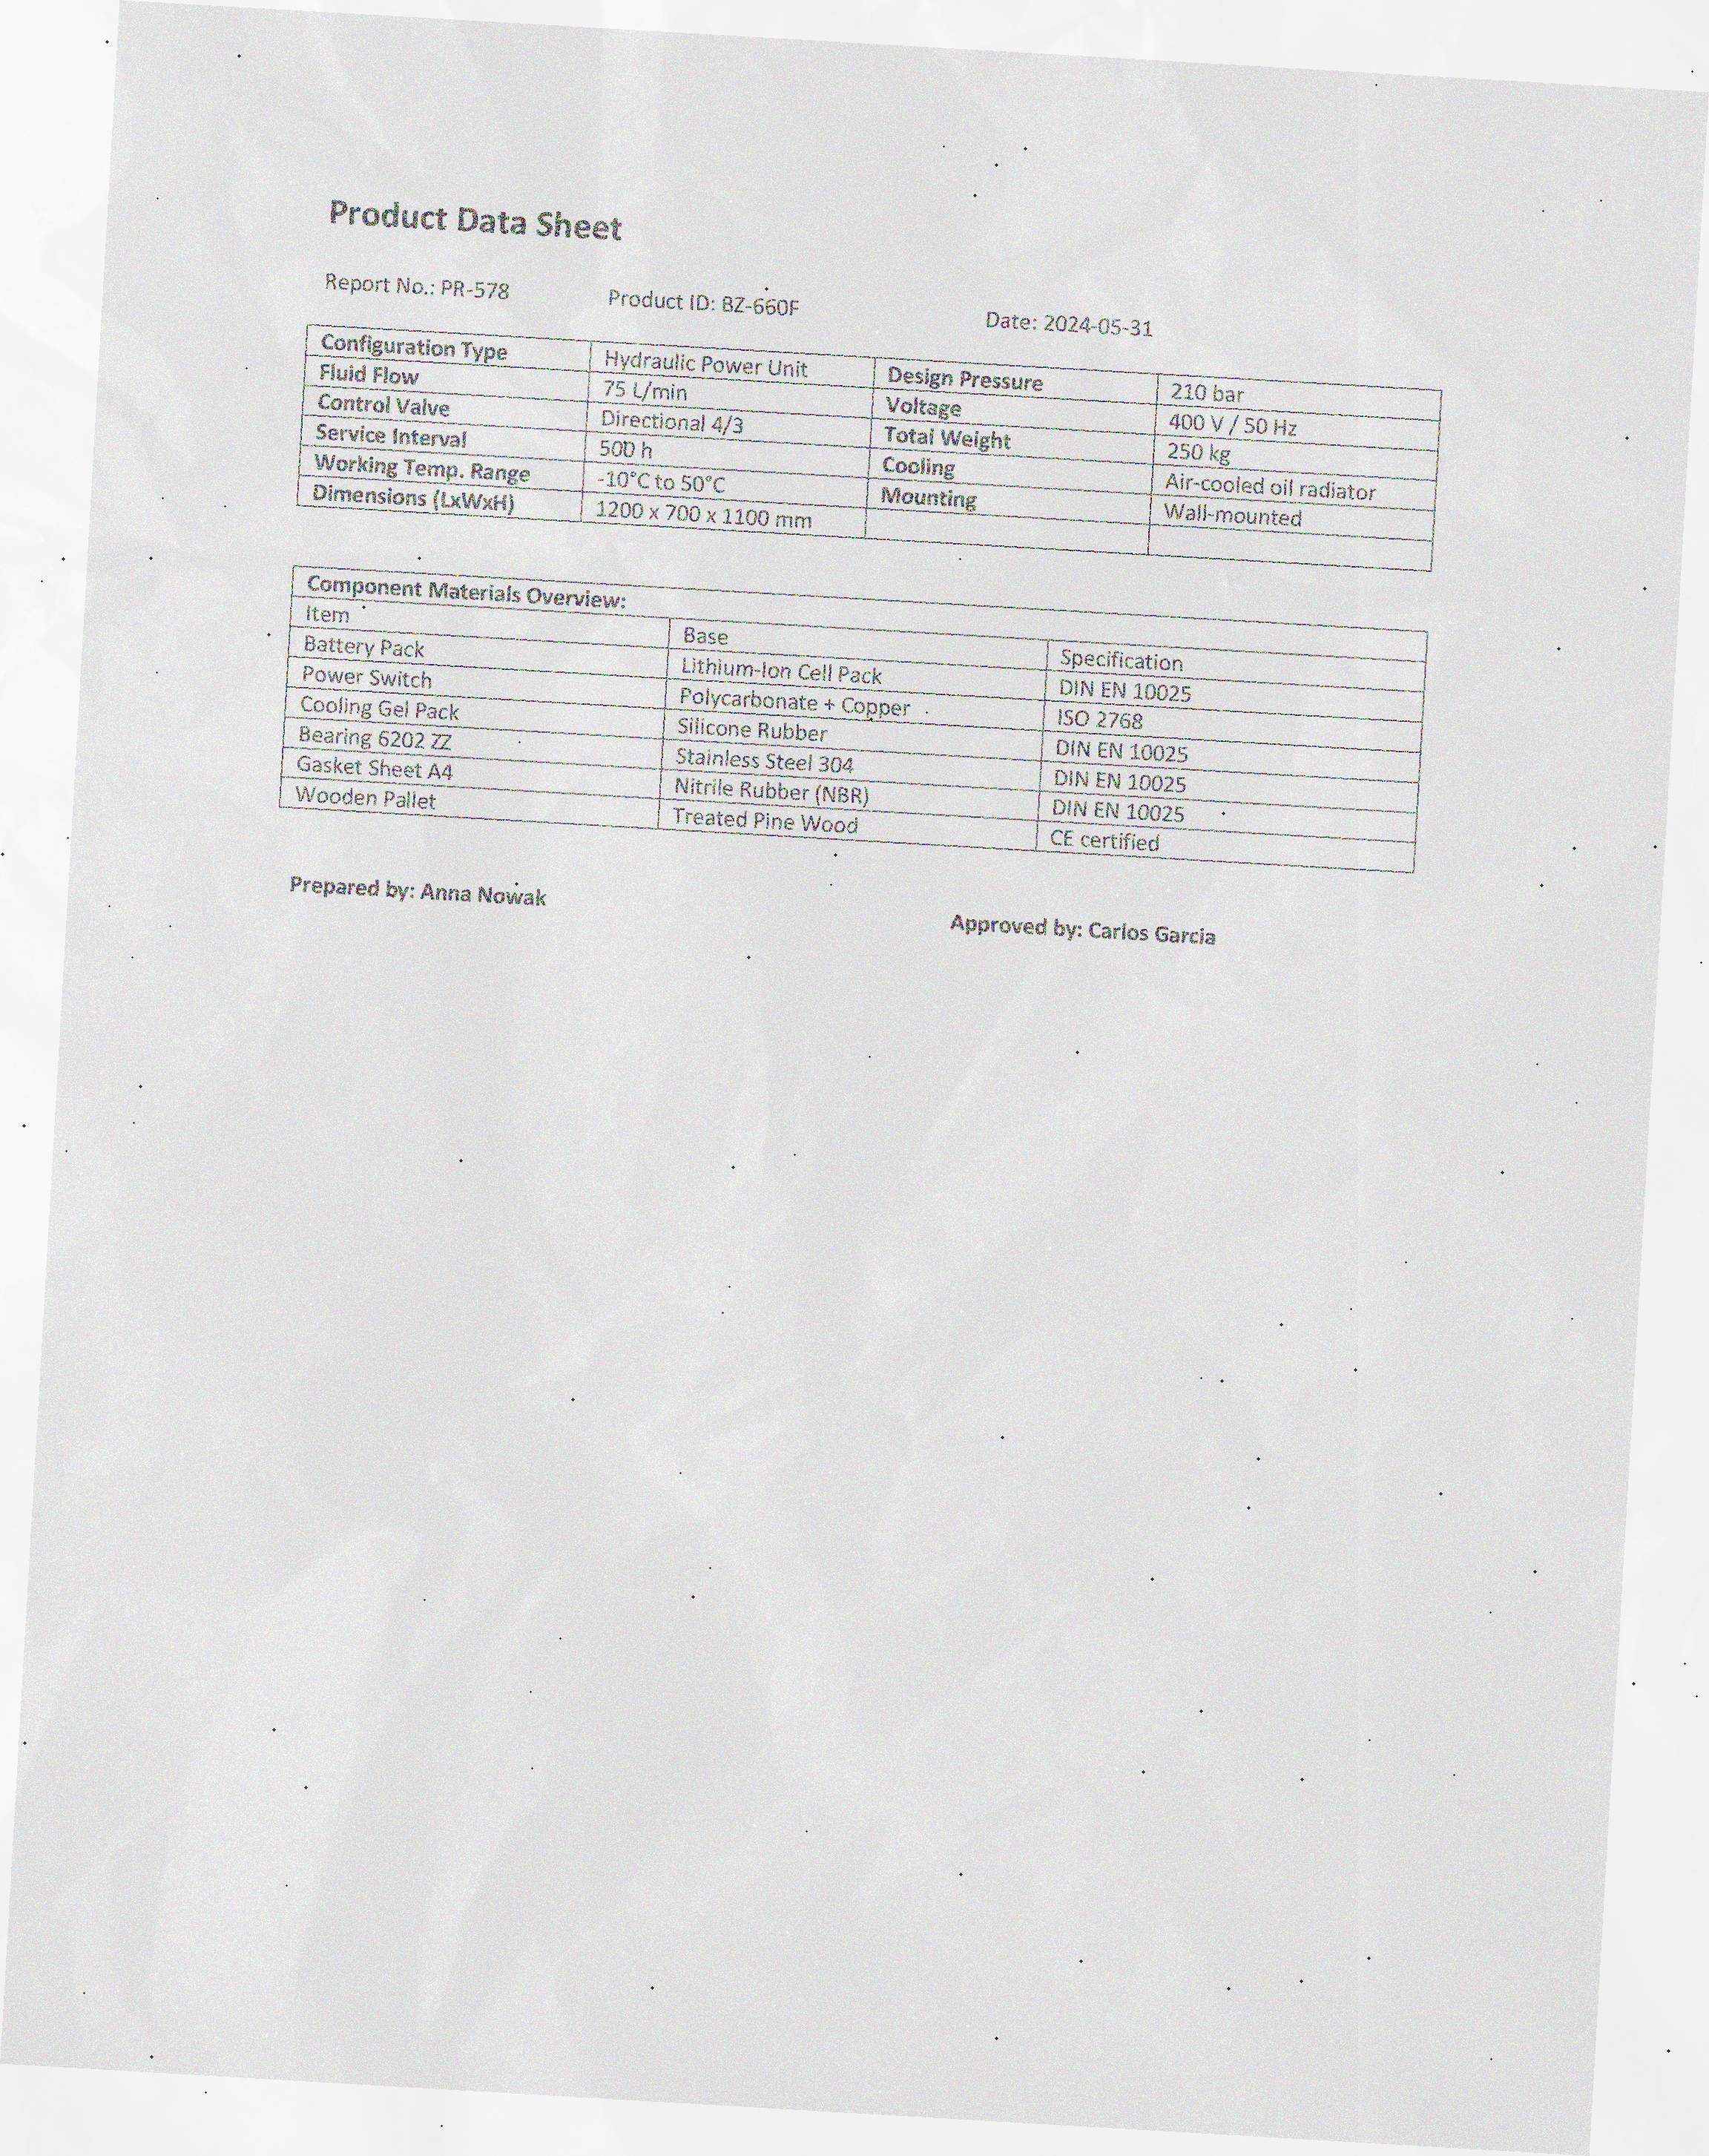 Product Data Sheet
Report No.: PR-578 Product ID: BZ-660F Date: 2024-05-31
Configuration Type Hydraulic Power Unit Design Pressure 210 bar
Fluid Flow 75 L/min Voltage 400 V / 50 Hz
Control Valve Directional 4/3 Total Weight 250 kg
Service Interval 500 h Cooling Air-cooled oil radiator
Working Temp. Range -10°C to 50°C Mounting Wall-mounted
Dimensions (LxWxH) 1200 x 700 x 1100 mm
Component Materials Overview:
Item Base Specification
Battery Pack Lithium-Ion Cell Pack DIN EN 10025
Power Switch Polycarbonate + Copper ISO 2768
Cooling Gel Pack Silicone Rubber DIN EN 10025
Bearing 6202 ZZ Stainless Steel 304 DIN EN 10025
Gasket Sheet A4 Nitrile Rubber (NBR) DIN EN 10025
Wooden Pallet Treated Pine Wood CE certified
Prepared by: Anna Nowak Approved by: Carlos Garcia